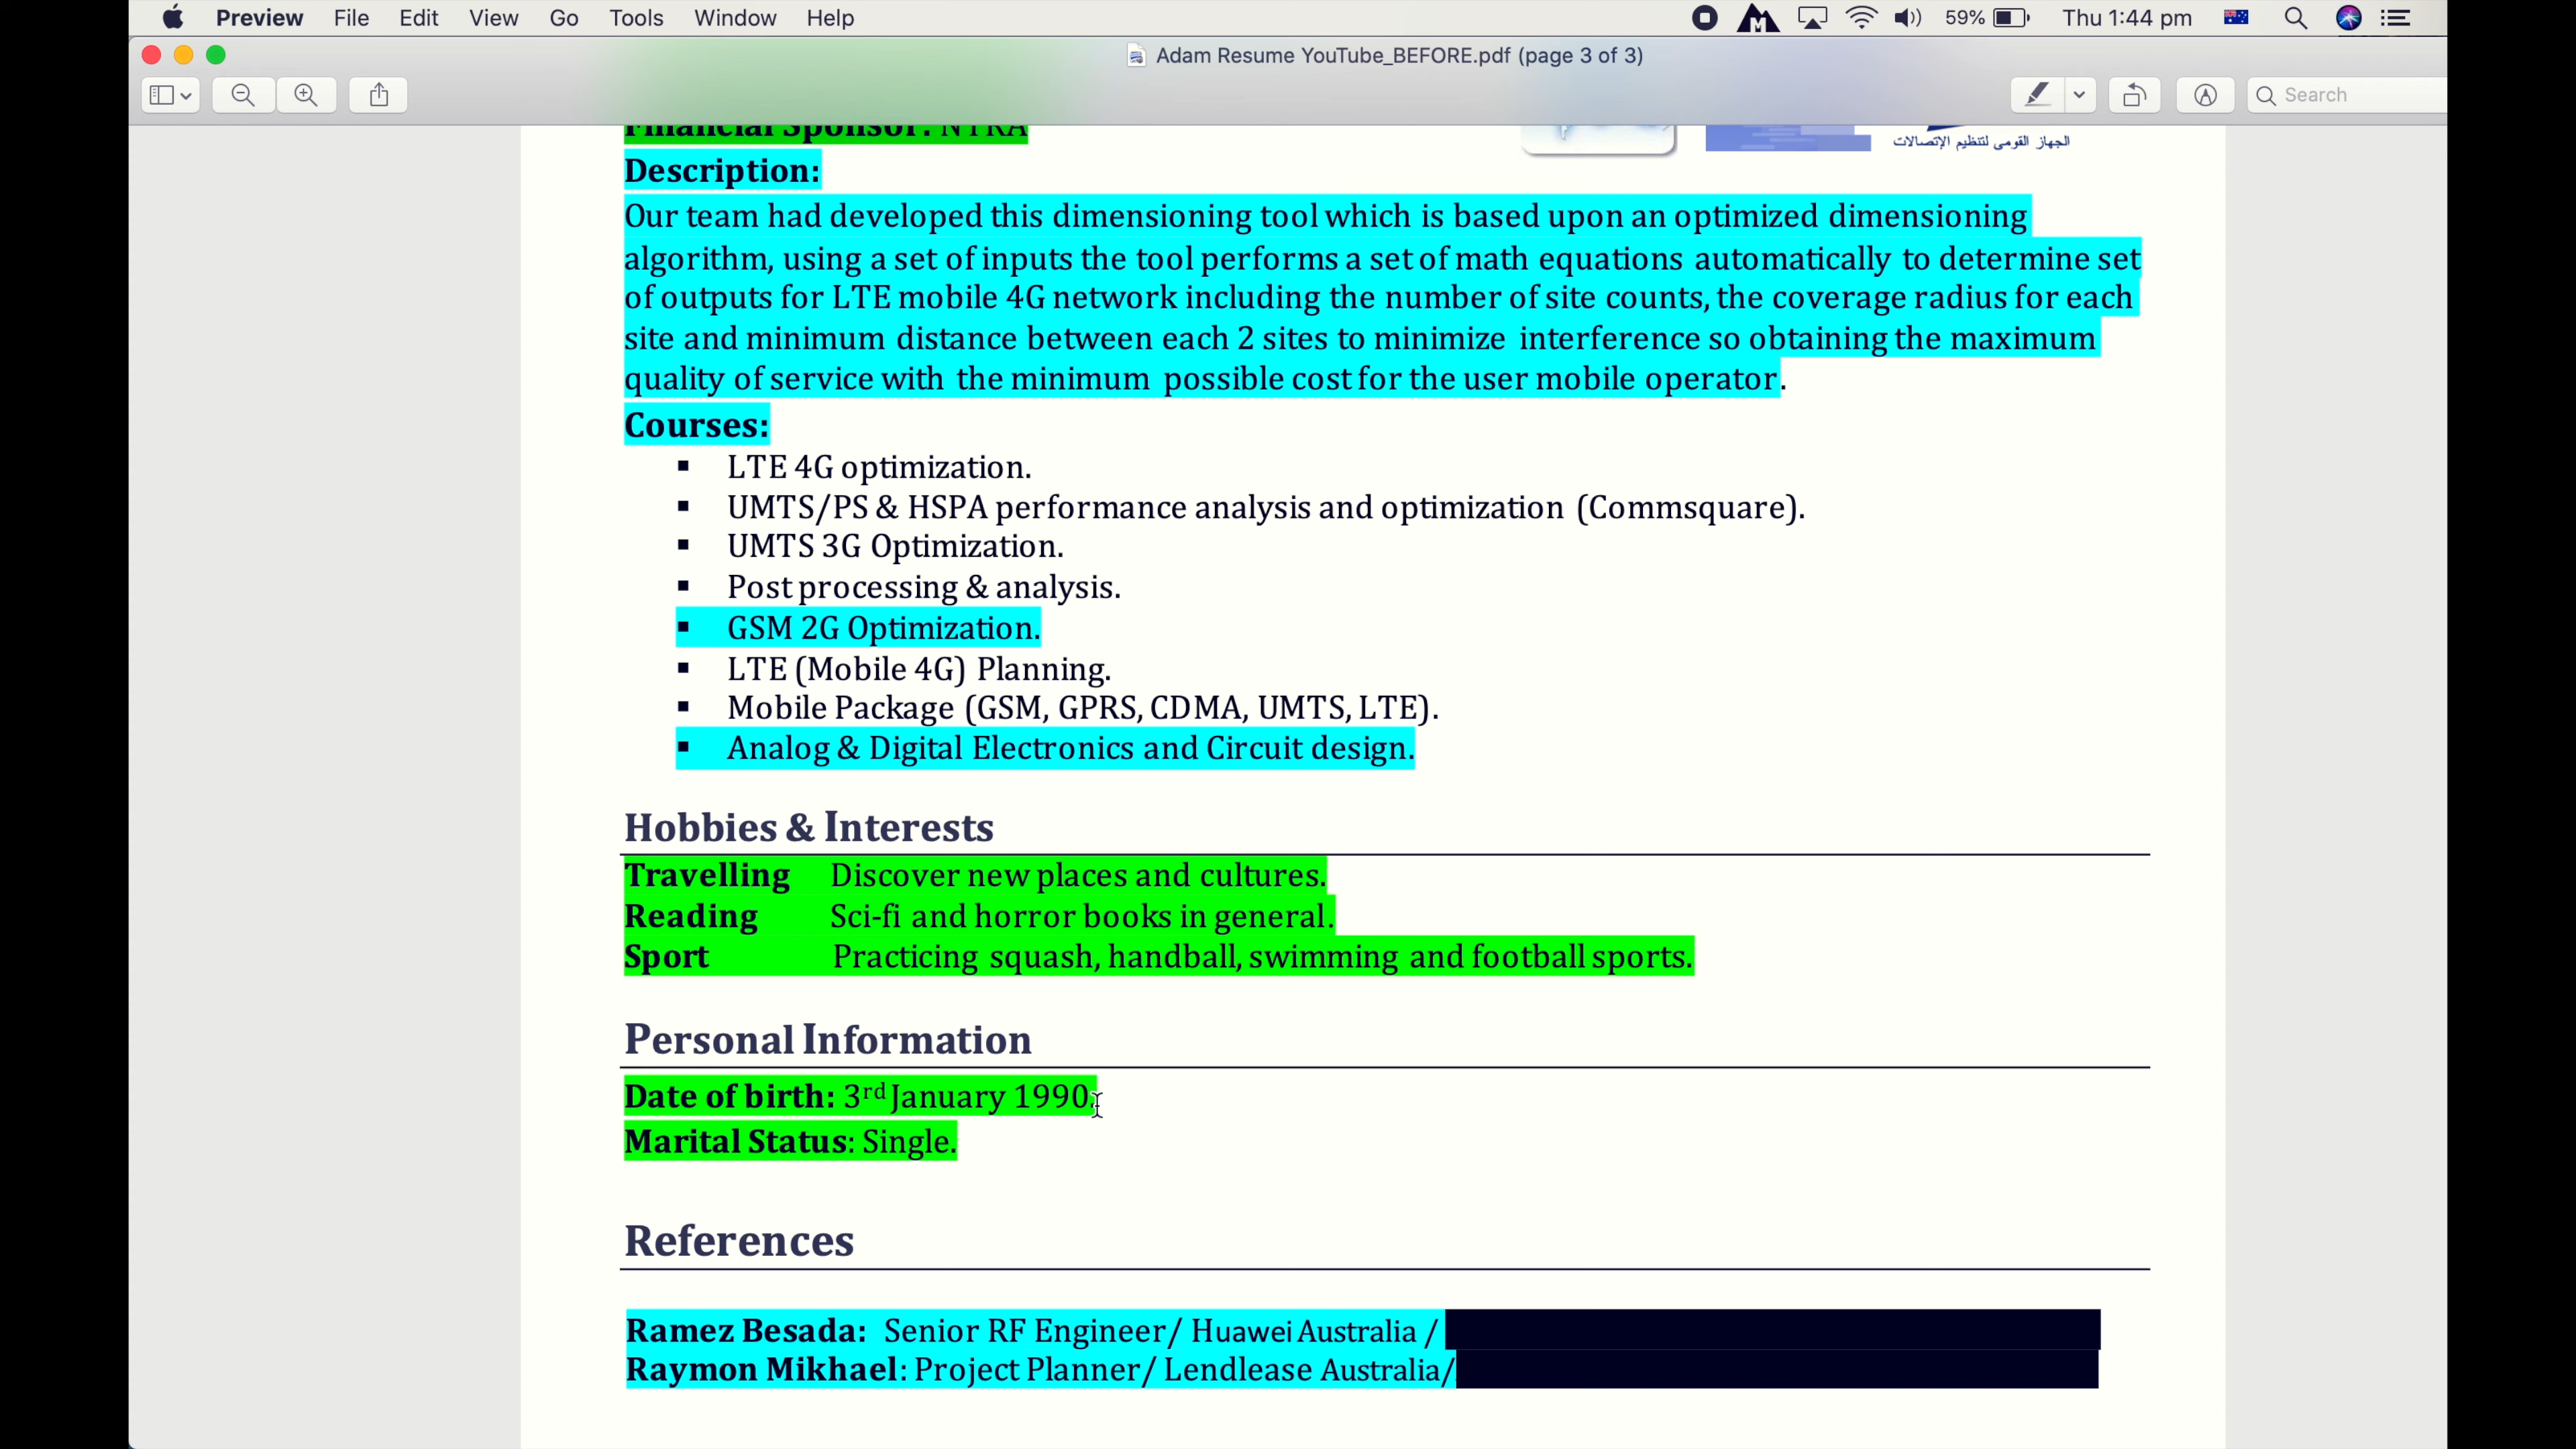 Preview File Edit View Go Tools Window Help 59% Thu 1:44 pm
Adam Resume YouTube_BEFORE.pdf (page 3 of 3)
Search
Financial Sponsor: NTRA
الجهاز القومى لتنظيم الإتصالات
Description:
Our team had developed this dimensioning tool which is based upon an optimized dimensioning
algorithm, using a set of inputs the tool performs a set of math equations automatically to determine set
of outputs for LTE mobile 4G network including the number of site counts, the coverage radius for each
site and minimum distance between each 2 sites to minimize interference so obtaining the maximum
quality of service with the minimum possible cost for the user mobile operator.
Courses:
▪ LTE 4G optimization.
▪ UMTS/PS & HSPA performance analysis and optimization (Commsquare).
▪ UMTS 3G Optimization.
▪ Post processing & analysis.
▪ GSM 2G Optimization.
▪ LTE (Mobile 4G) Planning.
▪ Mobile Package (GSM, GPRS, CDMA, UMTS, LTE).
▪ Analog & Digital Electronics and Circuit design.
Hobbies & Interests
Travelling Discover new places and cultures.
Reading Sci-fi and horror books in general.
Sport Practicing squash, handball, swimming and football sports.
Personal Information
Date of birth: 3rd January 1990.
Marital Status: Single.
References
Ramez Besada: Senior RF Engineer/ Huawei Australia /
Raymon Mikhael: Project Planner/ Lendlease Australia/